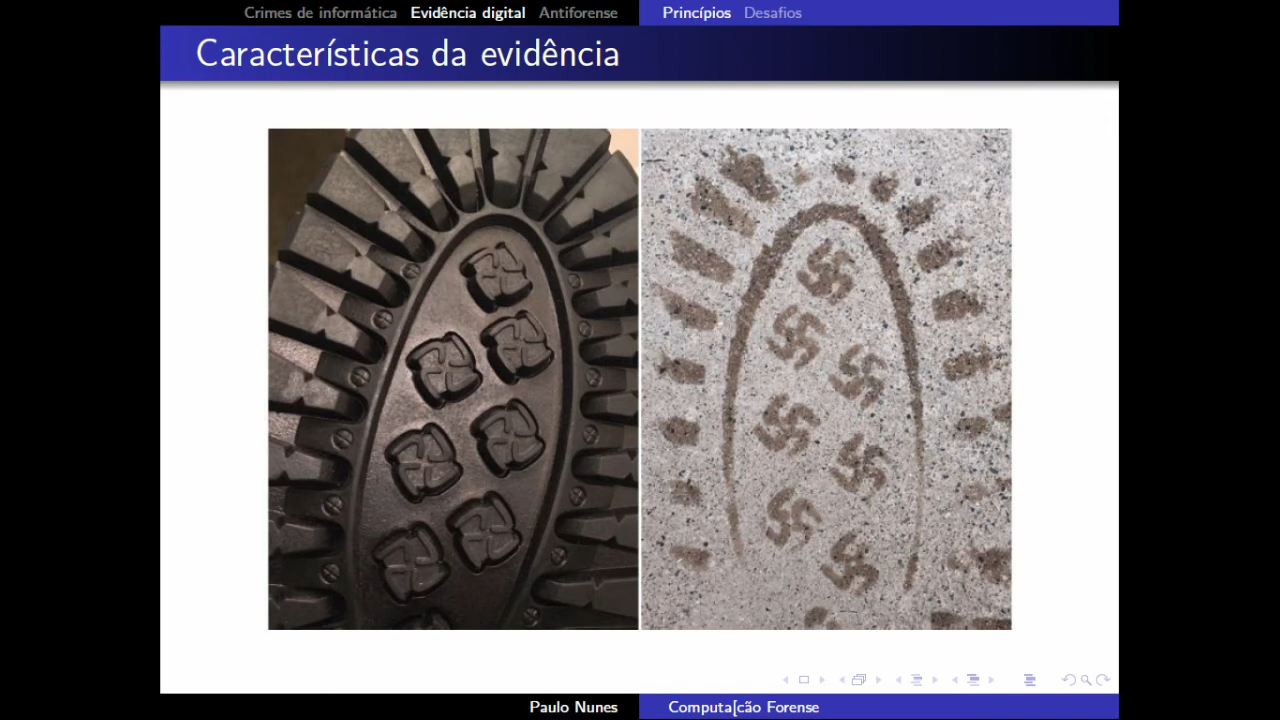 Crimes de informática Evidência digital Antiforense Princípios Desafios
Características da evidência
Paulo Nunes Computa[cão Forense